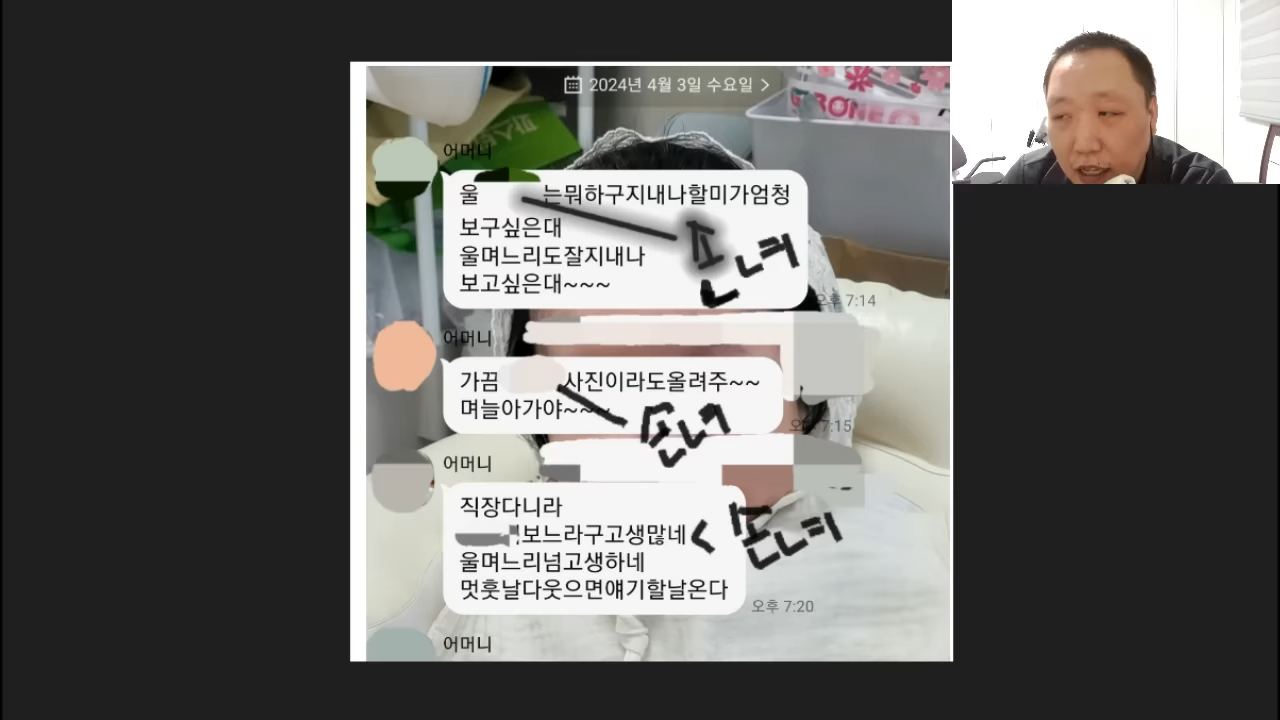 2024년 4월 3일 수요일 >
파스
BONE
어머니
울 는뭐하구지내나할미가엄청
보구싶은대
울며느리도잘지내나
보고싶은대~~~
손녀
오후 7:14
어머니
가끔 사진이라도올려주~~
며늘아가야~~~
손녀
오후 7:15
어머니
직장다니라
보느라구고생많네
울며느리넘고생하네
멋훗날다웃으면얘기할날온다
< 손녀
오후 7:20
어머니